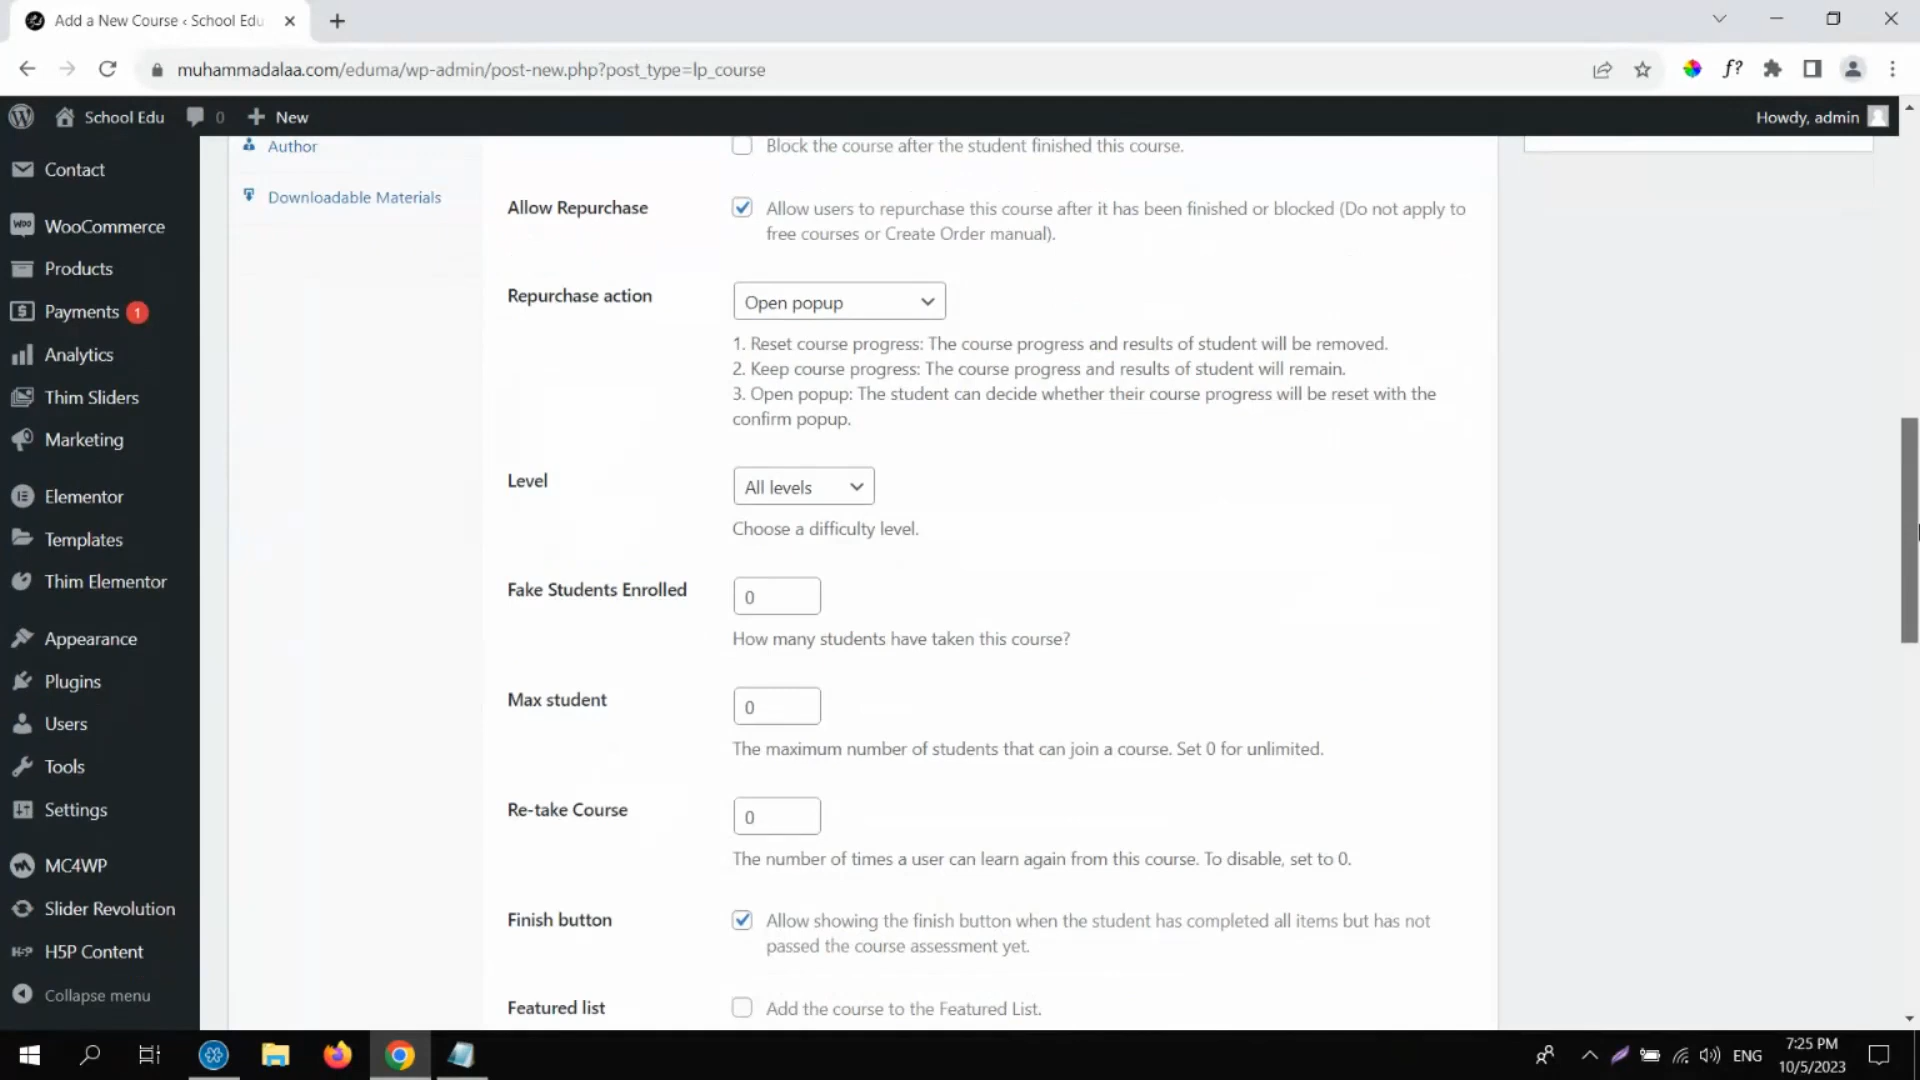 Add a New Course ‹ School Edu
muhammadalaa.com/eduma/wp-admin/post-new.php?post_type=lp_course
f?
School Edu
0
New
Howdy, admin
Contact
WooCommerce
Products
Payments 1
Analytics
Thim Sliders
Marketing
Elementor
Templates
Thim Elementor
Appearance
Plugins
Users
Tools
Settings
MC4WP
Slider Revolution
H5P Content
Collapse menu
Author
Downloadable Materials
Block the course after the student finished this course.
Allow Repurchase
Allow users to repurchase this course after it has been finished or blocked (Do not apply to
free courses or Create Order manual).
Repurchase action
Open popup
1. Reset course progress: The course progress and results of student will be removed.
2. Keep course progress: The course progress and results of student will remain.
3. Open popup: The student can decide whether their course progress will be reset with the
confirm popup.
Level
All levels
Choose a difficulty level.
Fake Students Enrolled
0
How many students have taken this course?
Max student
0
The maximum number of students that can join a course. Set 0 for unlimited.
Re-take Course
0
The number of times a user can learn again from this course. To disable, set to 0.
Finish button
Allow showing the finish button when the student has completed all items but has not
passed the course assessment yet.
Featured list
Add the course to the Featured List.
ENG
7:25 PM
10/5/2023